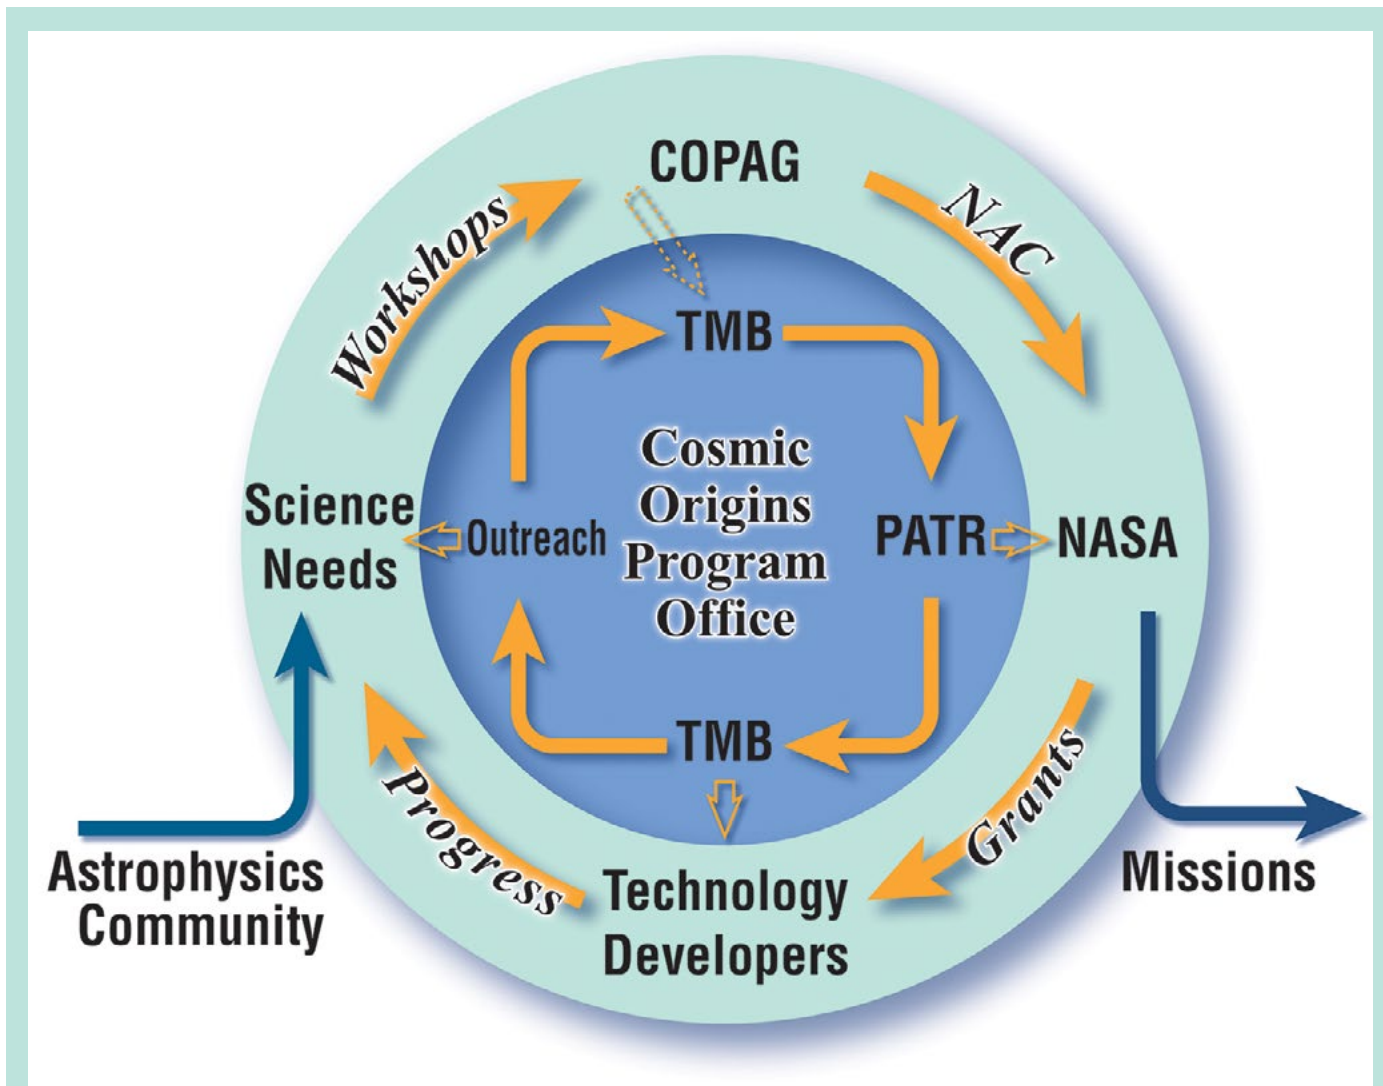 COPAG
NAC
Workshops
TMB
Cosmic
Origins
Program
Office
Science
Needs
Outreach
PATR
NASA
TMB
Progress
Grants
Technology
Developers
Astrophysics
Community
Missions